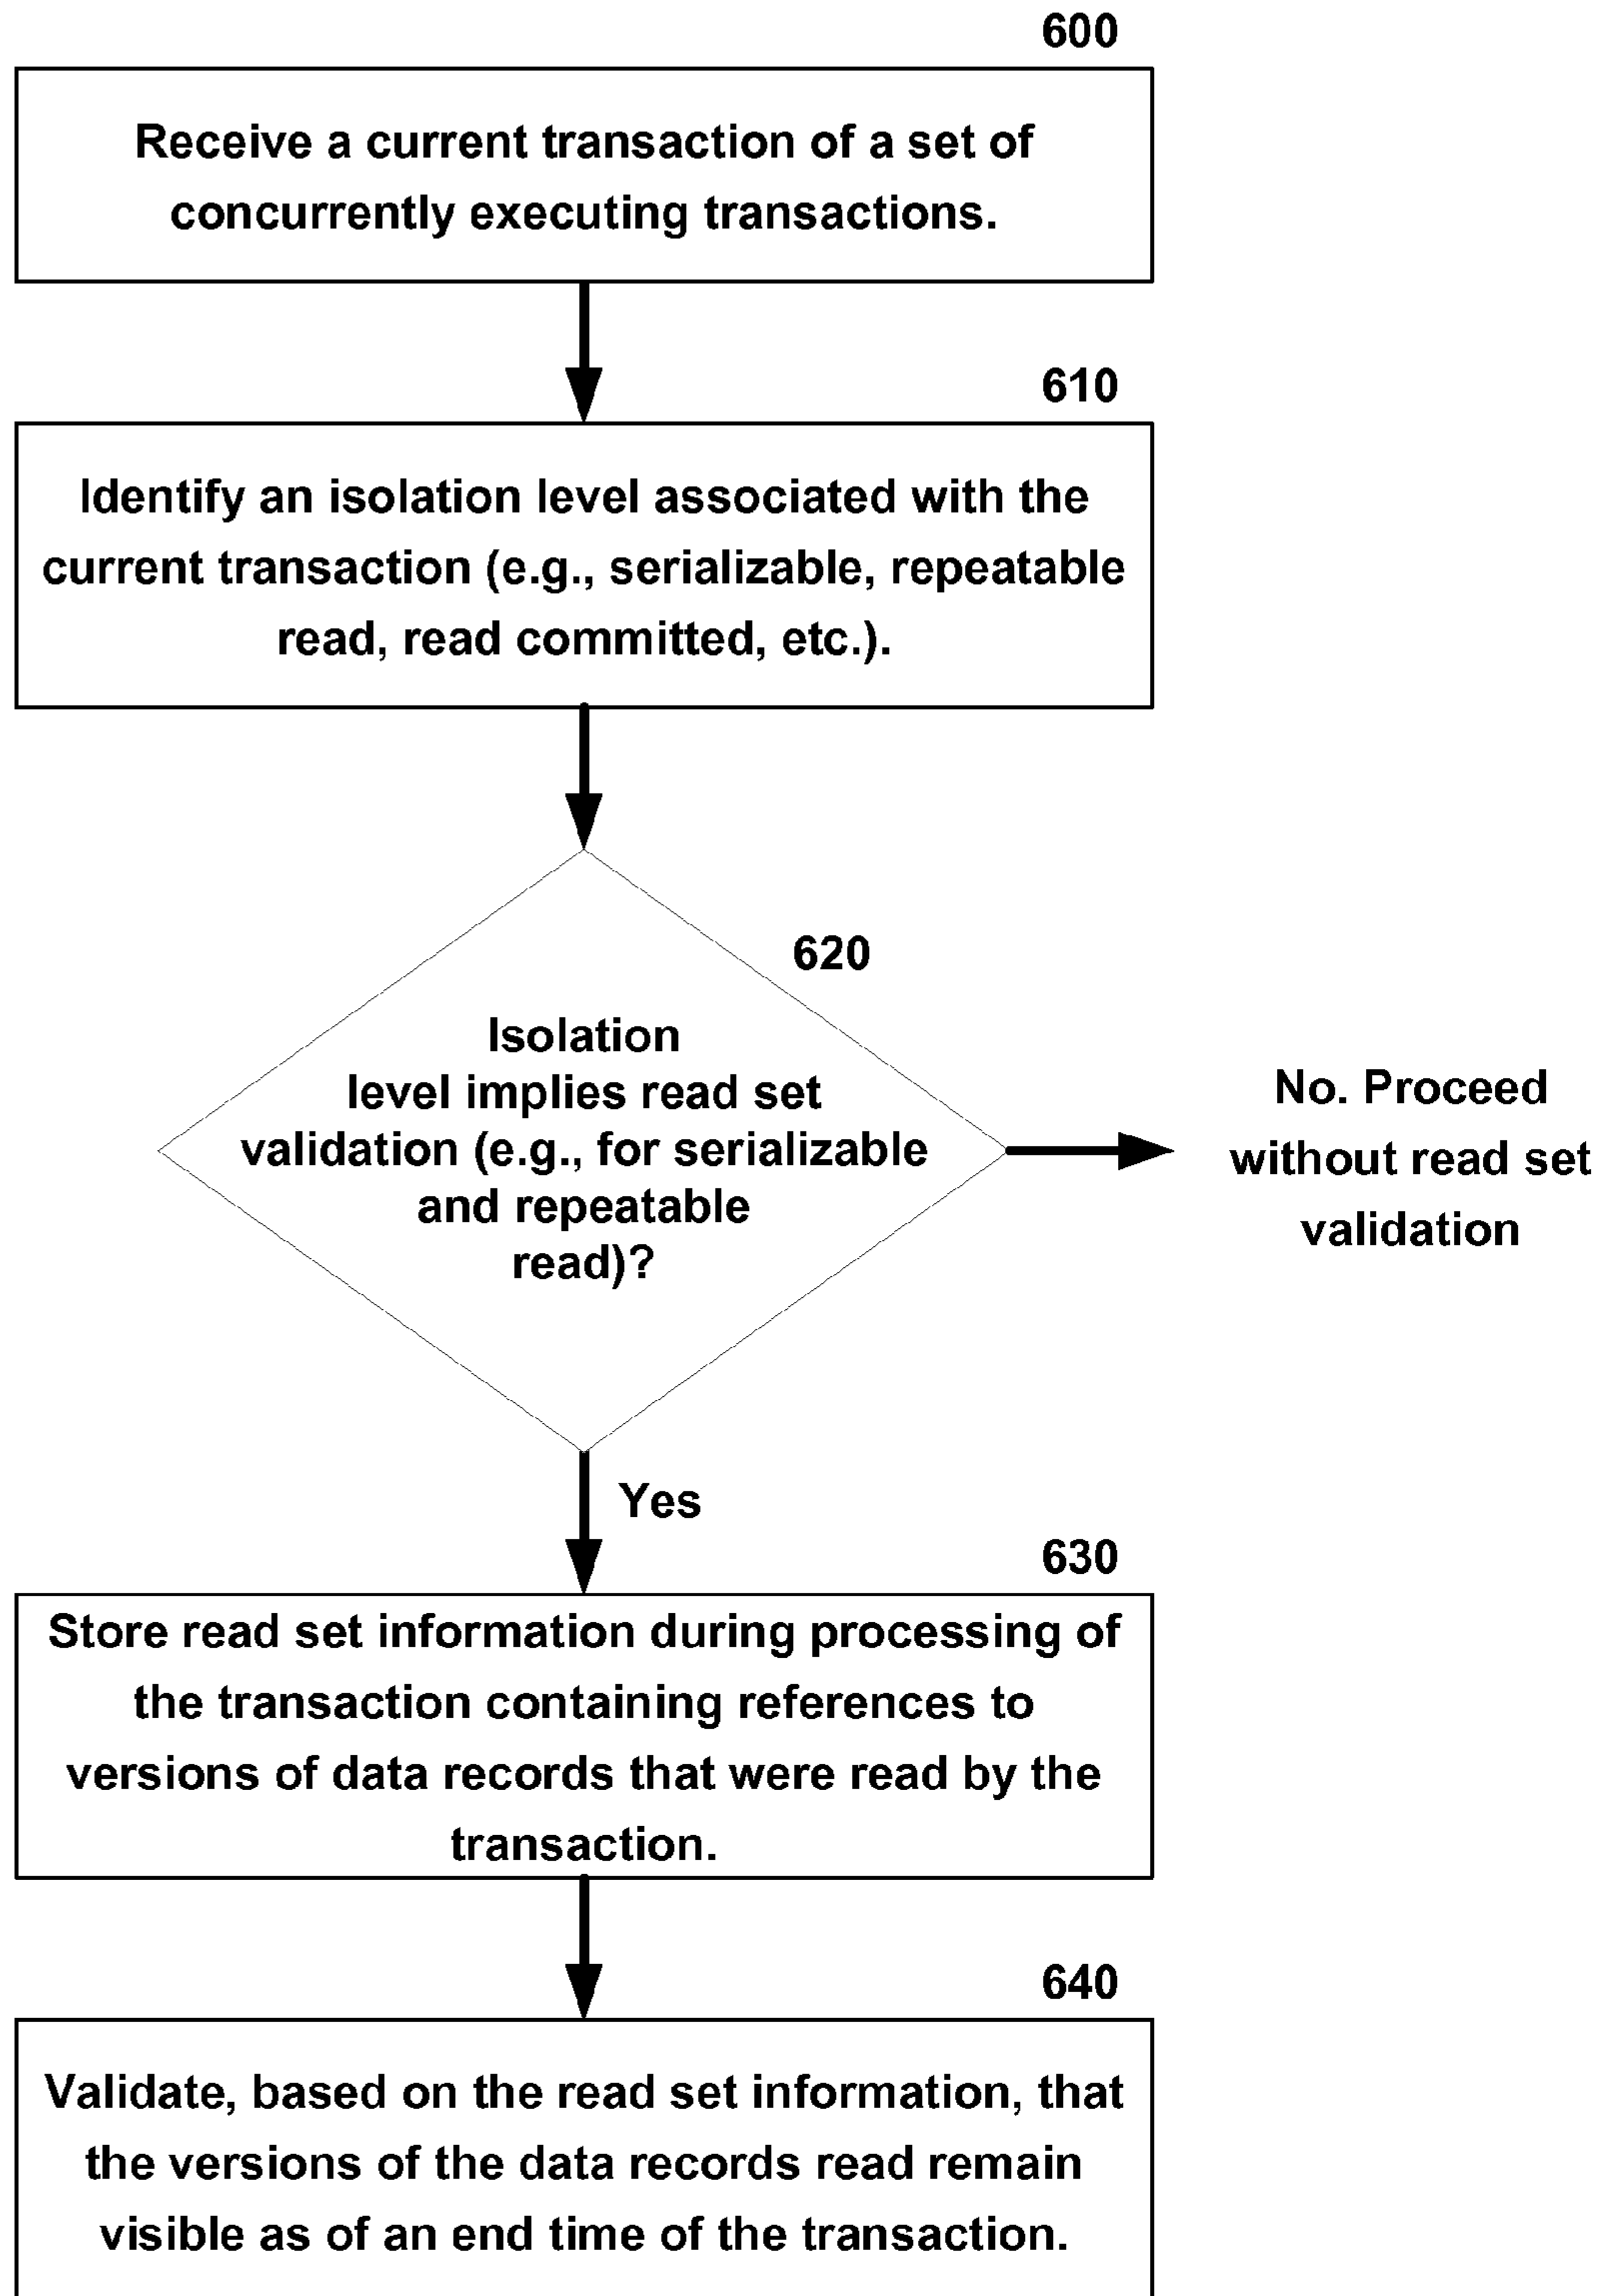 600
Receive a current transaction of a set of
concurrently executing transactions.
610
Identify an isolation level associated with the
current transaction (e.g., serializable, repeatable
read, read committed, etc.).
620
Isolation
level implies read set
validation (e.g., for serializable
and repeatable
read)?
No. Proceed
without read set
validation
Yes
630
Store read set information during processing of
the transaction containing references to
versions of data records that were read by the
transaction.
640
Validate, based on the read set information, that
the versions of the data records read remain
visible as of an end time of the transaction.